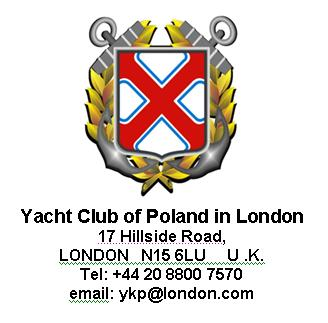 Yacht Club of Poland in London
17 Hillside Road,
LONDON N15 6LU U .K.
Tel: +44 20 8800 7570
email: ykp@london.com